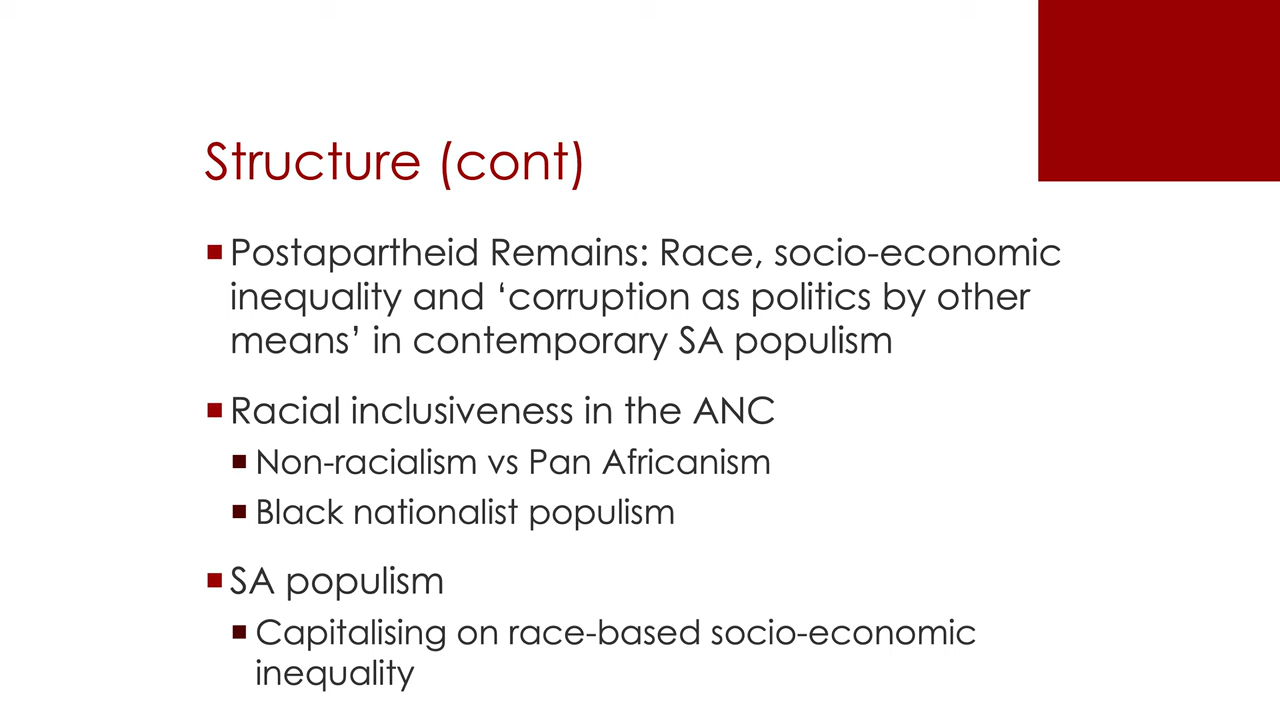 Structure (cont)
Postapartheid Remains: Race, socio-economic
inequality and ‘corruption as politics by other
means’ in contemporary SA populism
Racial inclusiveness in the ANC
Non-racialism vs Pan Africanism
Black nationalist populism
SA populism
Capitalising on race-based socio-economic
inequality